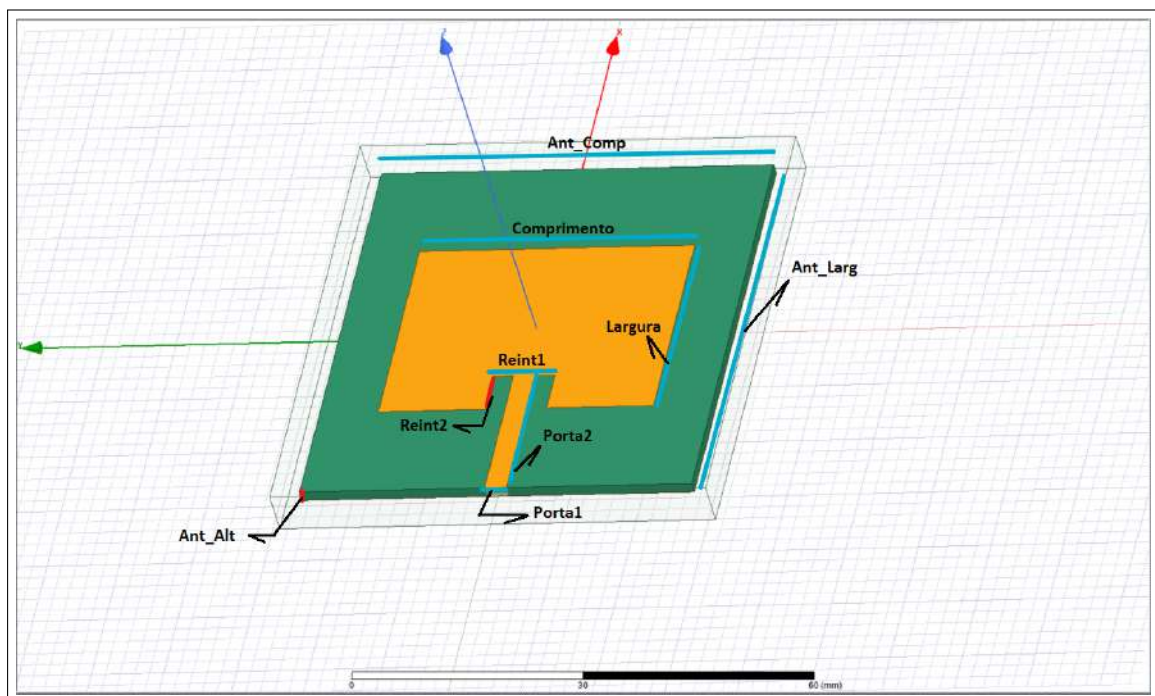 Z
X
Ant_Comp
Comprimento
Ant_Larg
Largura
Y
Reint1
Reint2
Porta2
Porta1
Ant_Alt
0 30 60 (mm)